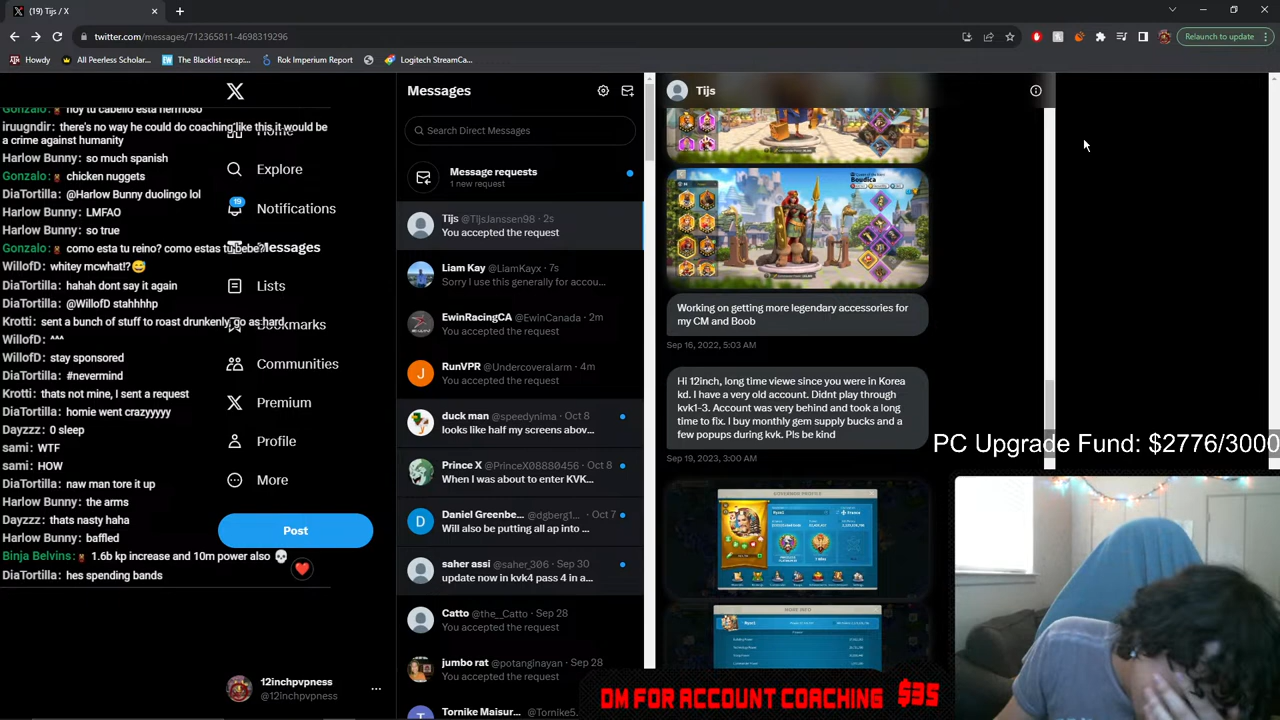 (19) Tijs / X
twitter.com/messages/712365811-4698319296
Relaunch to update
Howdy
All Peerless Scholar...
The Blacklist recap...
Rok Imperium Report
Logitech StreamCa...
Gonzalo: hoy tu cabello esta hermoso
iruugndir: there's no way he could do coaching like this,it would be
a crime against humanity
Harlow Bunny: so much spanish
Gonzalo: chicken nuggets
DiaTortilla: @Harlow Bunny duolingo lol
Harlow Bunny: LMFAO
Harlow Bunny: so true
Gonzalo: como esta tu reino? como estas tu bebe?
WillofD: whitey mcwhat!?
DiaTortilla: hahah dont say it again
DiaTortilla: @WillofD stahhhhp
Krotti: sent a bunch of stuff to roast drunkenly, go as hard
WillofD: ^^^
WillofD: stay sponsored
DiaTortilla: #nevermind
Krotti: thats not mine, I sent a request
DiaTortilla: homie went crazyyyyy
Dayzzz: 0 sleep
sami: WTF
sami: HOW
DiaTortilla: naw man tore it up
Harlow Bunny: the arms
Dayzzz: thats nasty haha
Harlow Bunny: baffled
Binja Belvins: 1.6b kp increase and 10m power also
DiaTortilla: hes spending bands
Home
Explore
19
Notifications
Messages
Lists
Bookmarks
Communities
Premium
Profile
More
Post
12inchpvpness
@12inchpvpness
Messages
Search Direct Messages
Message requests
1 new request
Tijs @TijsJanssen98 · 2s
You accepted the request
Liam Kay @LiamKayx · 7s
Sorry I use this generally for accou...
EwinRacingCA @EwinCanada · 2m
You accepted the request
RunVPR @Undercoveralarm · 4m
You accepted the request
duck man @speedynima · Oct 8
looks like half my screens abov...
Prince X @PrinceX08880456 · Oct 8
When I was about to enter KVK...
Daniel Greenbe... @dgberg1... · Oct 7
Will also be putting all ap into ...
saher assi @saher_306 · Sep 30
update now in kvk4 pass 4 in a...
Catto @the__Catto · Sep 28
You accepted the request
jumbo rat @potanginayan · Sep 28
You accepted the request
Tornike Maisur... @Tornike5...
Tijs
Boudica
Working on getting more legendary accessories for
my CM and Boob
Sep 16, 2022, 5:03 AM
Hi 12inch, long time viewe since you were in Korea
kd. I have a very old account. Didnt play through
kvk1-3. Account was very behind and took a long
time to fix. I buy monthly gem supply bucks and a
few popups during kvk. Pls be kind
Sep 19, 2023, 3:00 AM
GOVERNOR PROFILE
France
MORE INFO
PC Upgrade Fund: $2776/3000
DM FOR ACCOUNT COACHING $35